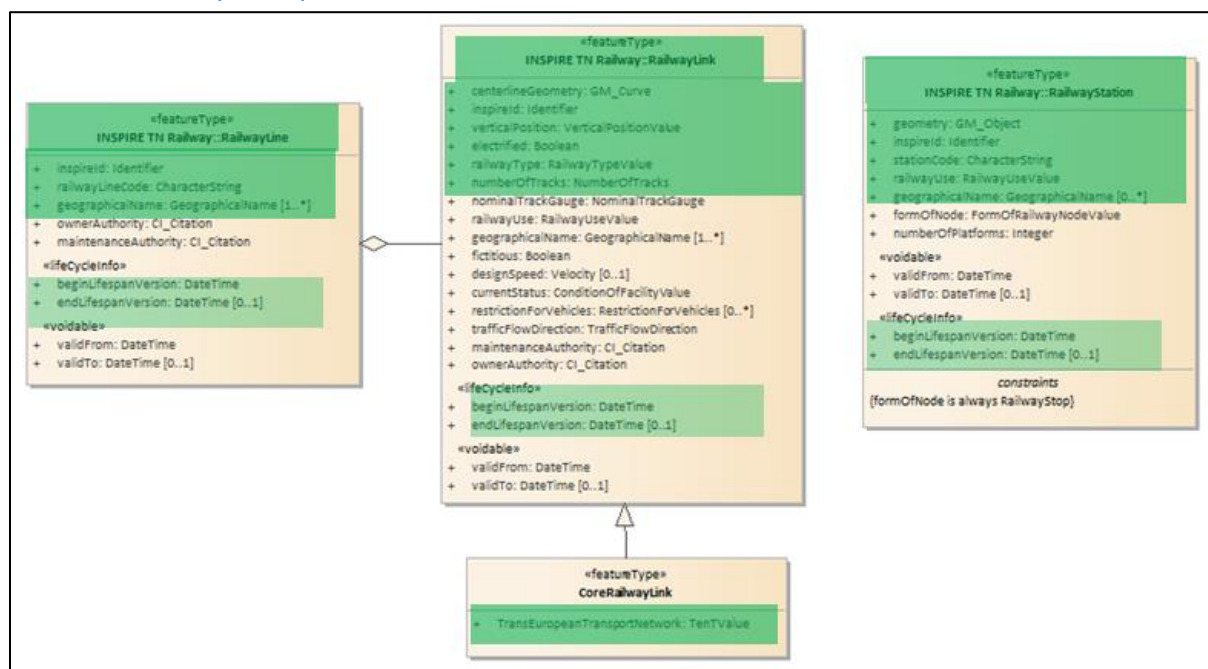 «featureType»
INSPIRE TN Railway::RailwayLine
+ inspireId: Identifier
+ railwayLineCode: CharacterString
+ geographicalName: GeographicalName [1..*]
+ ownerAuthority: CI_Citation
+ maintenanceAuthority: CI_Citation
«lifeCycleInfo»
+ beginLifespanVersion: DateTime
+ endLifespanVersion: DateTime [0..1]
«voidable»
+ validFrom: DateTime
+ validTo: DateTime [0..1]
«featureType»
INSPIRE TN Railway::RailwayLink
+ centerlineGeometry: GM_Curve
+ inspireId: Identifier
+ verticalPosition: VerticalPositionValue
+ electrified: Boolean
+ railwayType: RailwayTypeValue
+ numberOfTracks: NumberOfTracks
+ nominalTrackGauge: NominalTrackGauge
+ railwayUse: RailwayUseValue
+ geographicalName: GeographicalName [1..*]
+ fictitious: Boolean
+ designSpeed: Velocity [0..1]
+ currentStatus: ConditionOfFacilityValue
+ restrictionForVehicles: RestrictionForVehicles [0..*]
+ trafficFlowDirection: TrafficFlowDirection
+ maintenanceAuthority: CI_Citation
+ ownerAuthority: CI_Citation
«lifeCycleInfo»
+ beginLifespanVersion: DateTime
+ endLifespanVersion: DateTime [0..1]
«voidable»
+ validFrom: DateTime
+ validTo: DateTime [0..1]
«featureType»
INSPIRE TN Railway::RailwayStation
+ geometry: GM_Object
+ inspireId: Identifier
+ stationCode: CharacterString
+ railwayUse: RailwayUseValue
+ geographicalName: GeographicalName [0..*]
+ formOfNode: FormOfRailwayNodeValue
+ numberOfPlatforms: Integer
«voidable»
+ validFrom: DateTime
+ validTo: DateTime [0..1]
«lifeCycleInfo»
+ beginLifespanVersion: DateTime
+ endLifespanVersion: DateTime [0..1]
constraints
{formOfNode is always RailwayStop}
«featureType»
CoreRailwayLink
+ TransEuropeanTransportNetwork: TenTValue